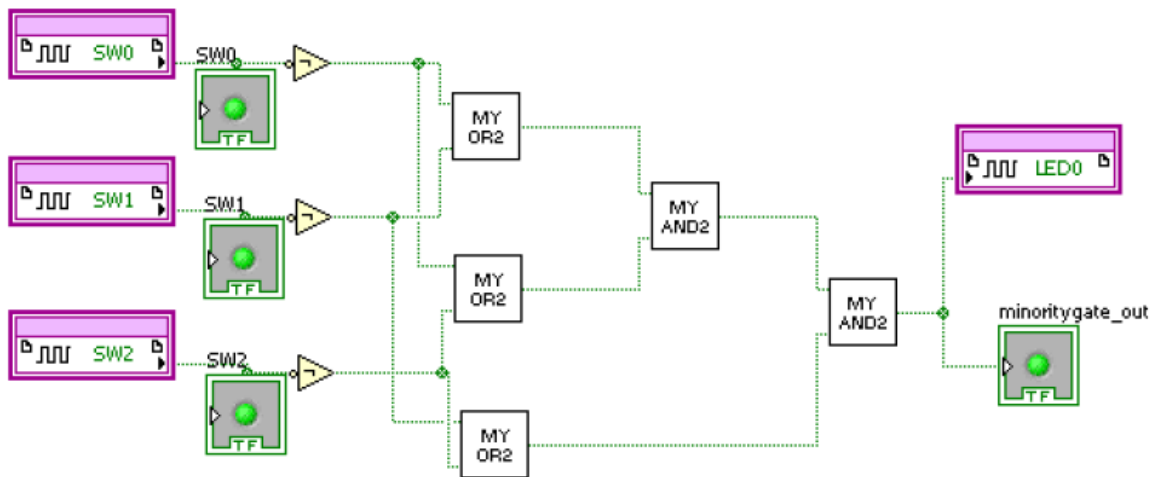 SW0
SW0
MY
OR2
LED0
SW1
SW1
MY
AND2
MY
OR2
MY
AND2
minoritygate_out
TF
SW2
SW2
TF
TF
TF
MY
OR2